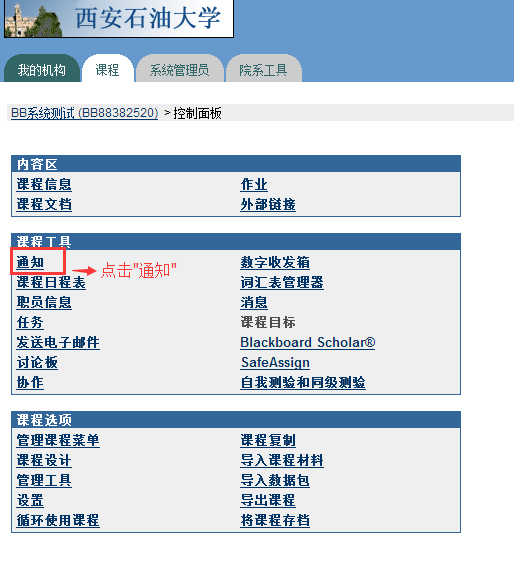 西安石油大学
我的机构 课程 系统管理员 院系工具
BB系统测试 (BB88382520) > 控制面板
内容区
课程信息 作业
课程文档 外部链接
课程工具
通知 数字收发箱
点击"通知"
课程日程表 词汇表管理器
职员信息 消息
任务 课程目标
发送电子邮件 Blackboard Scholar®
讨论板 SafeAssign
协作 自我测验和同级测验
课程选项
管理课程菜单 课程复制
课程设计 导入课程材料
管理工具 导入数据包
设置 导出课程
循环使用课程 将课程存档